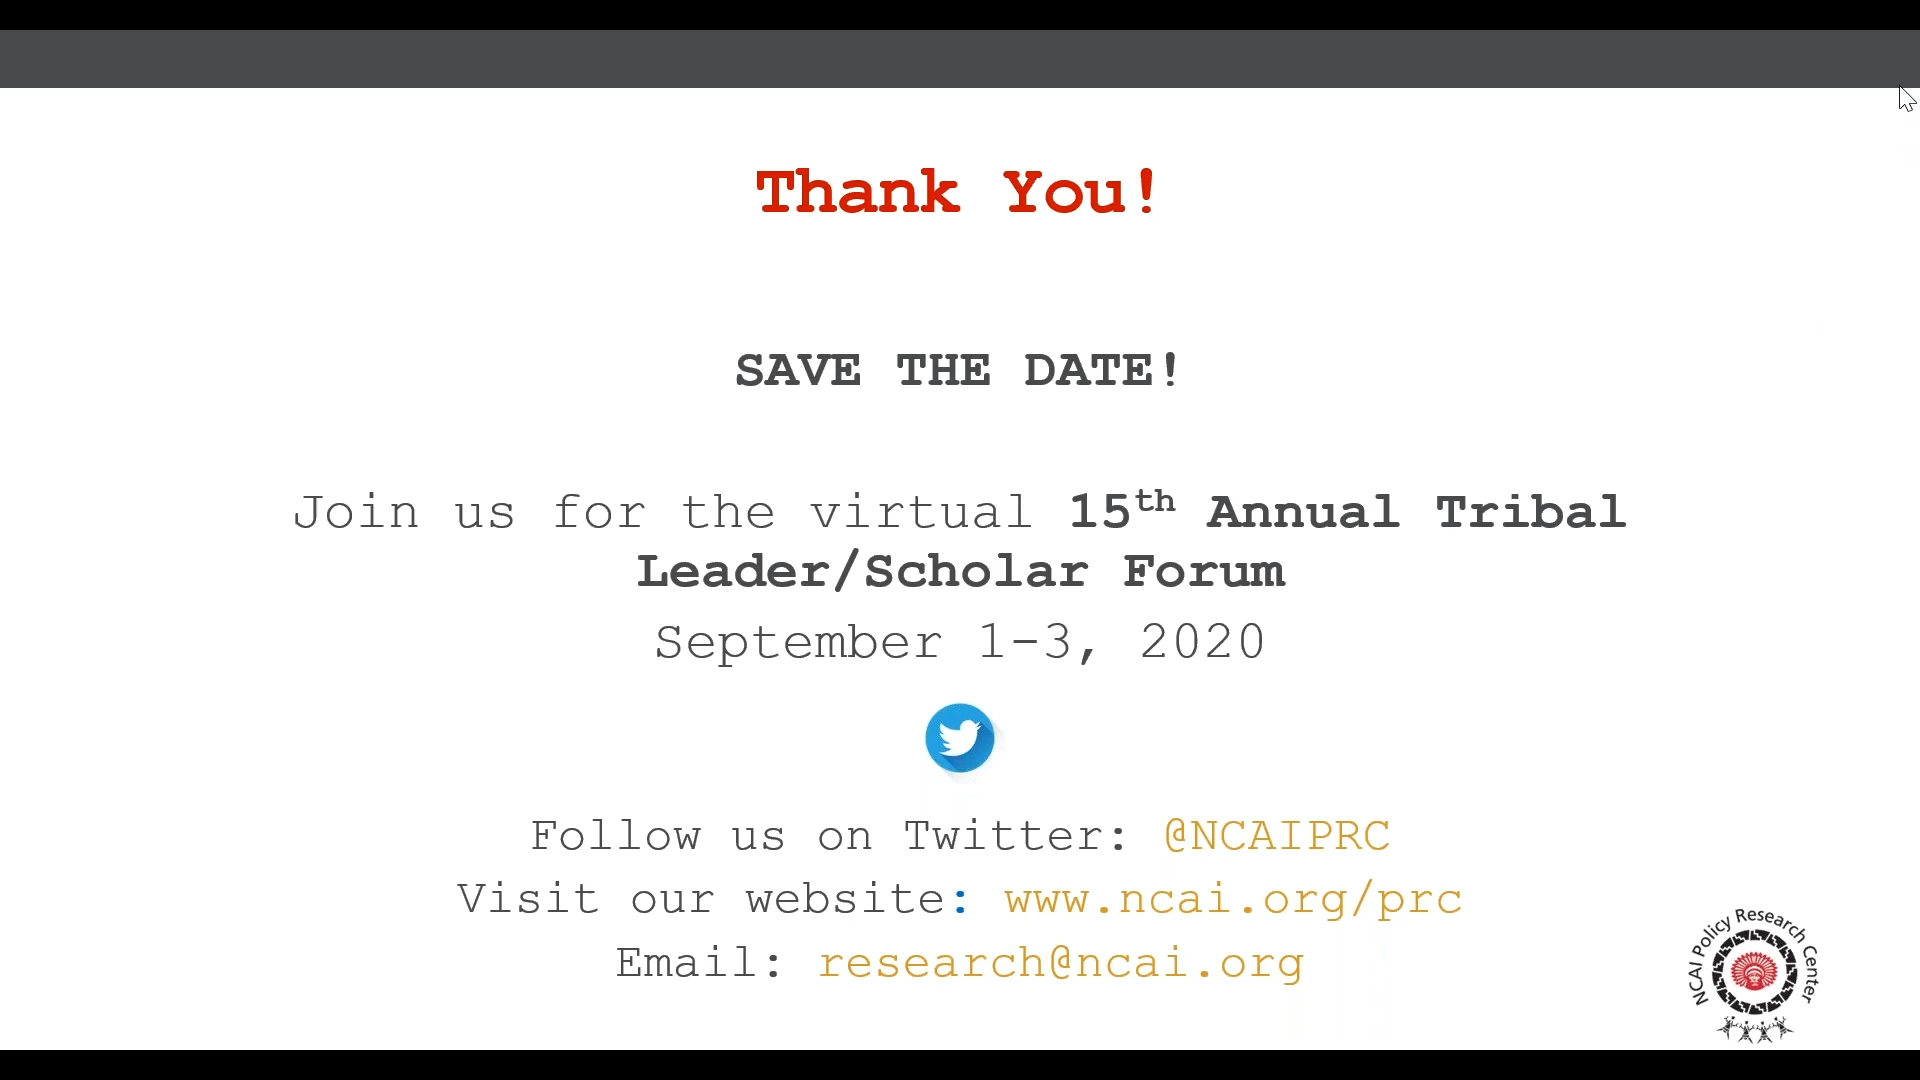 Thank You!
SAVE THE DATE!
Join us for the virtual 15th Annual Tribal
Leader/Scholar Forum
September 1-3, 2020
Follow us on Twitter: @NCAIPRC
Visit our website: www.ncai.org/prc
Email: research@ncai.org
NCAI Policy Research Center